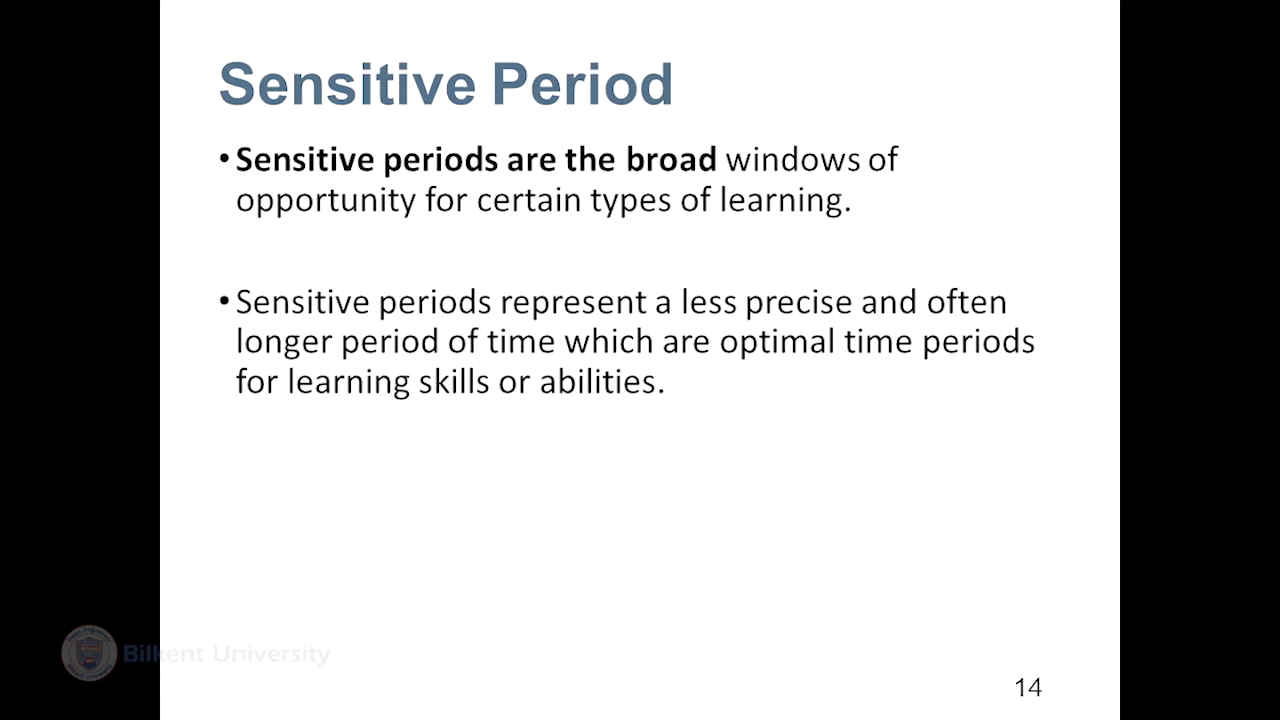 Sensitive Period
•Sensitive periods are the broad windows of
opportunity for certain types of learning.
•Sensitive periods represent a less precise and often
longer period of time which are optimal time periods
for learning skills or abilities.
Bilkent University
14